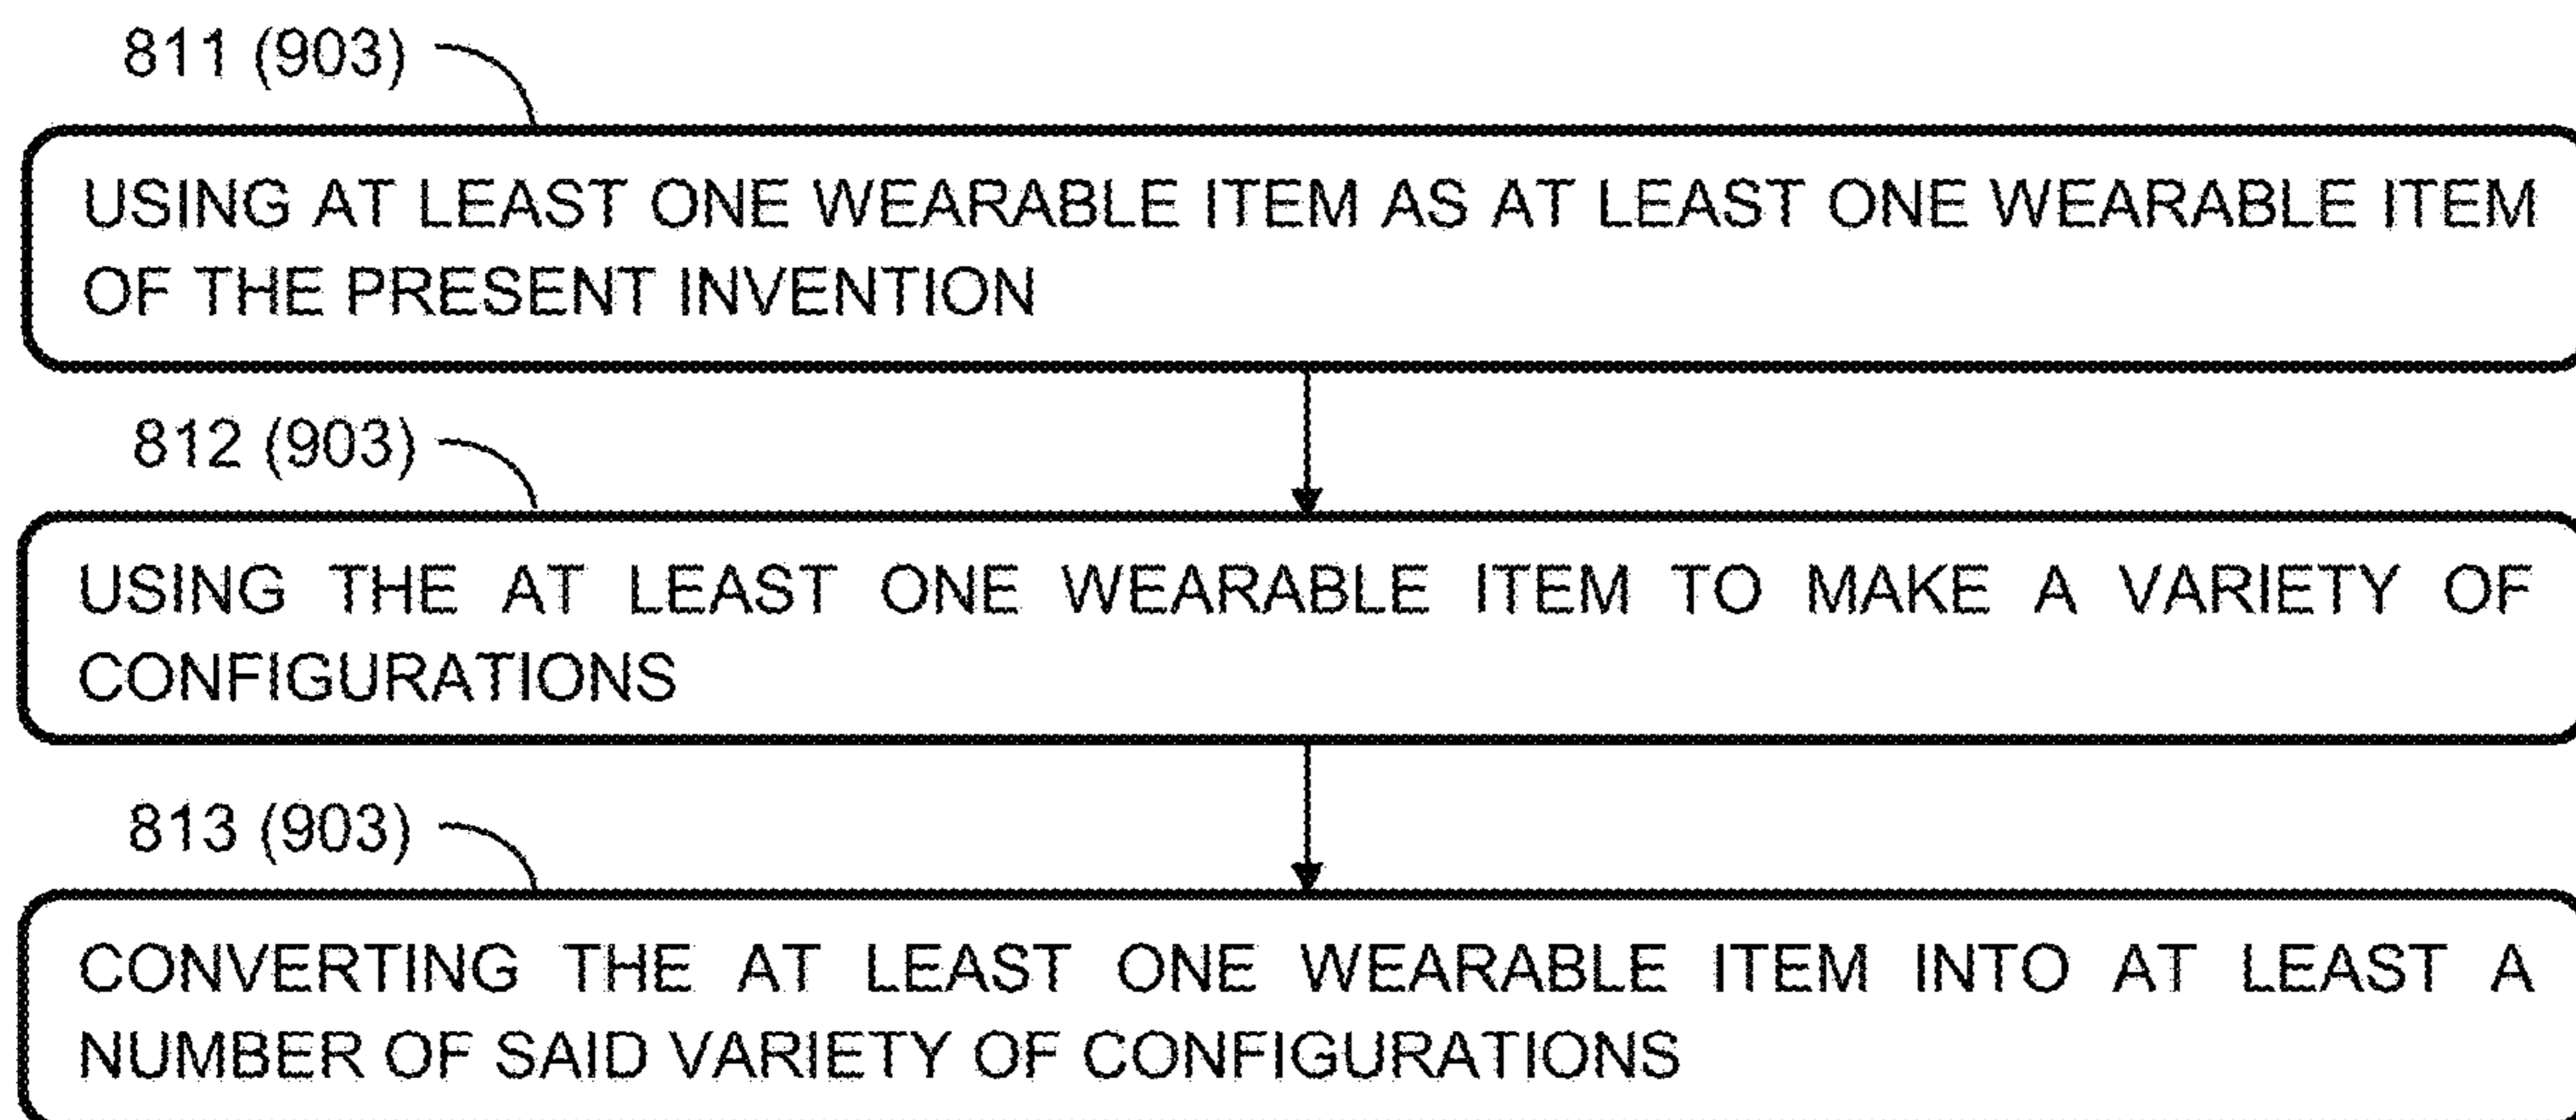 811 (903)
USING AT LEAST ONE WEARABLE ITEM AS AT LEAST ONE WEARABLE ITEM
OF THE PRESENT INVENTION
812 (903)
USING THE AT LEAST ONE WEARABLE ITEM TO MAKE A VARIETY OF
CONFIGURATIONS
813 (903)
CONVERTING THE AT LEAST ONE WEARABLE ITEM INTO AT LEAST A
NUMBER OF SAID VARIETY OF CONFIGURATIONS